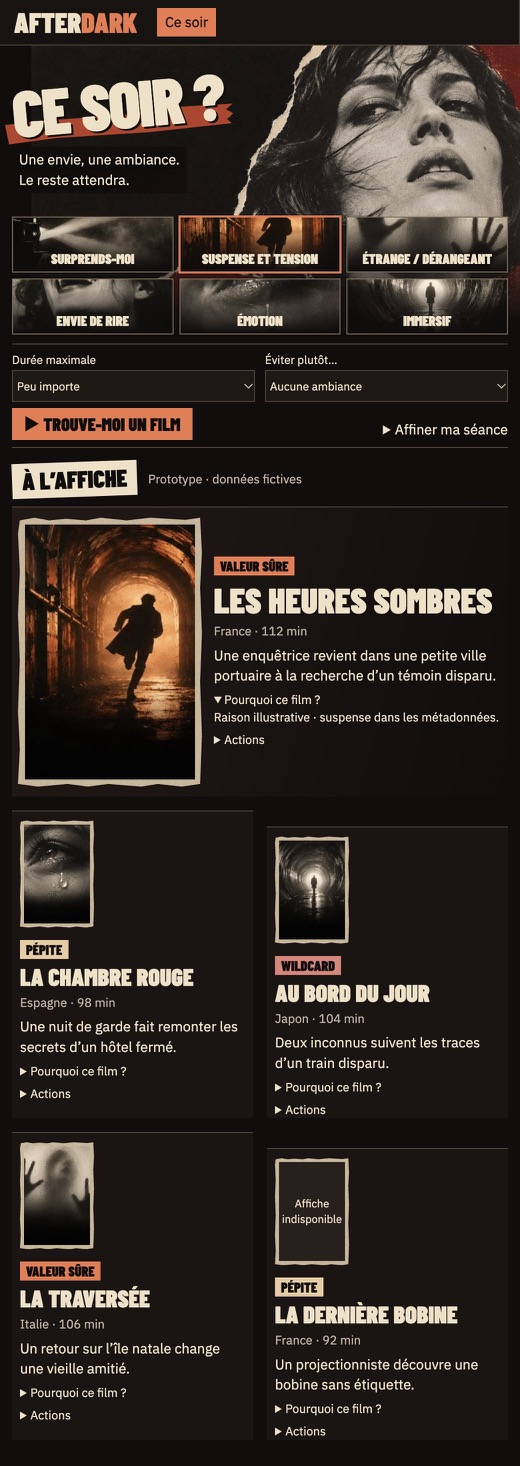 AFTERDARK
Ce soir
CE SOIR ?
Une envie, une ambiance.
Le reste attendra.
SURPRENDS-MOI
SUSPENSE ET TENSION
ÉTRANGE / DÉRANGEANT
ENVIE DE RIRE
ÉMOTION
IMMERSIF
Durée maximale
Éviter plutôt…
Peu importe
Aucune ambiance
TROUVE-MOI UN FILM
Affiner ma séance
À L’AFFICHE
Prototype · données fictives
VALEUR SÛRE
LES HEURES SOMBRES
France · 112 min
Une enquêtrice revient dans une petite ville
portuaire à la recherche d’un témoin disparu.
Pourquoi ce film ?
Raison illustrative · suspense dans les métadonnées.
Actions
PÉPITE
LA CHAMBRE ROUGE
Espagne · 98 min
Une nuit de garde fait remonter les
secrets d’un hôtel fermé.
Pourquoi ce film ?
Actions
WILDCARD
AU BORD DU JOUR
Japon · 104 min
Deux inconnus suivent les traces
d’un train disparu.
Pourquoi ce film ?
Actions
VALEUR SÛRE
LA TRAVERSÉE
Italie · 106 min
Un retour sur l’île natale change
une vieille amitié.
Pourquoi ce film ?
Actions
Affiche
indisponible
PÉPITE
LA DERNIÈRE BOBINE
France · 92 min
Un projectionniste découvre une
bobine sans étiquette.
Pourquoi ce film ?
Actions